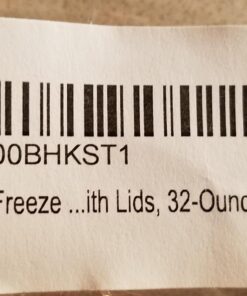 00BHKST1
Freeze ...ith Lids, 32-Ounc